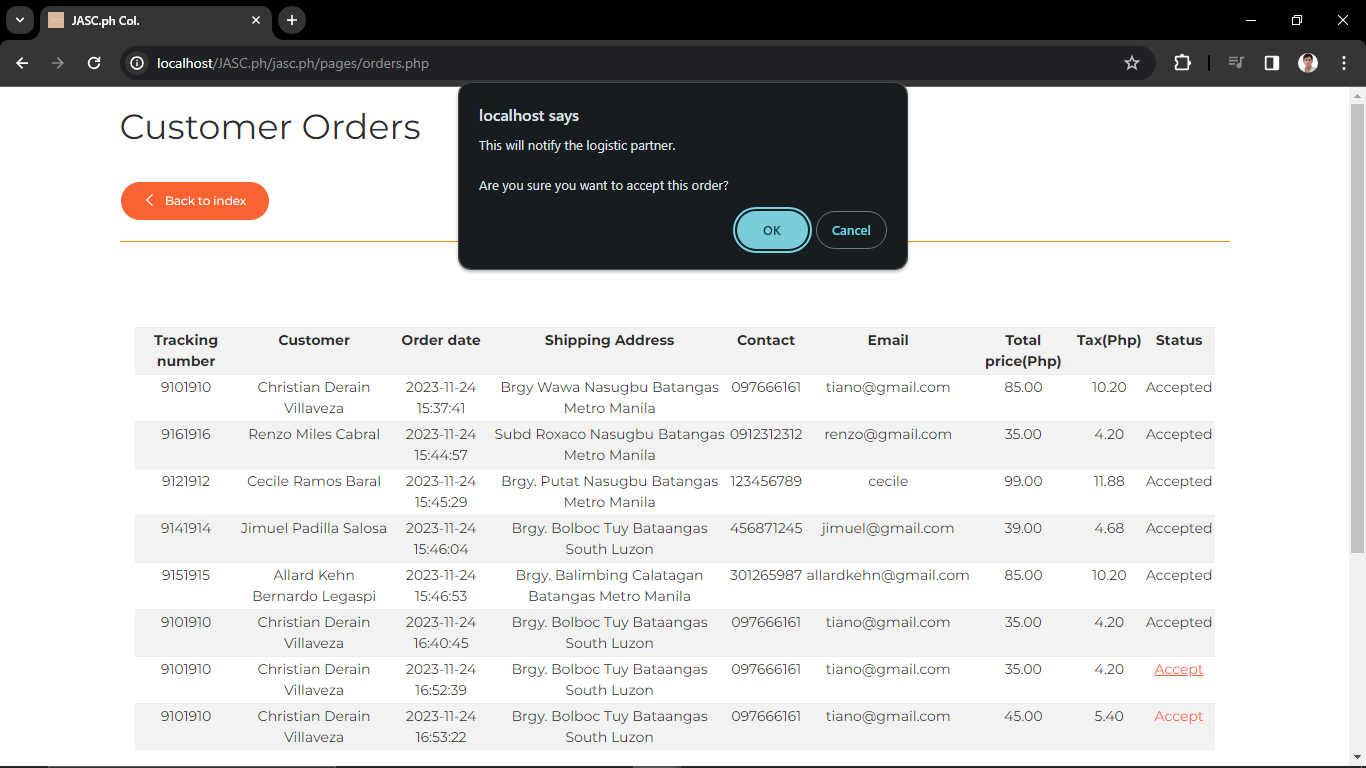 JASC.ph Col.
localhost/JASC.ph/jasc.ph/pages/orders.php
localhost says
This will notify the logistic partner.
Are you sure you want to accept this order?
OK Cancel
Customer Orders
Back to index
Tracking Customer Order date Shipping Address Contact Email Total Tax(Php) Status
number price(Php)
9101910 Christian Derain 2023-11-24 Brgy Wawa Nasugbu Batangas 097666161 tiano@gmail.com 85.00 10.20 Accepted
Villaveza 15:37:41 Metro Manila
9161916 Renzo Miles Cabral 2023-11-24 Subd Roxaco Nasugbu Batangas 0912312312 renzo@gmail.com 35.00 4.20 Accepted
15:44:57 Metro Manila
9121912 Cecile Ramos Baral 2023-11-24 Brgy. Putat Nasugbu Batangas 123456789 cecile 99.00 11.88 Accepted
15:45:29 Metro Manila
9141914 Jimuel Padilla Salosa 2023-11-24 Brgy. Bolboc Tuy Bataangas 456871245 jimuel@gmail.com 39.00 4.68 Accepted
15:46:04 South Luzon
9151915 Allard Kehn 2023-11-24 Brgy. Balimbing Calatagan 301265987 allardkehn@gmail.com 85.00 10.20 Accepted
Bernardo Legaspi 15:46:53 Batangas Metro Manila
9101910 Christian Derain 2023-11-24 Brgy. Bolboc Tuy Bataangas 097666161 tiano@gmail.com 35.00 4.20 Accepted
Villaveza 16:40:45 South Luzon
9101910 Christian Derain 2023-11-24 Brgy. Bolboc Tuy Bataangas 097666161 tiano@gmail.com 35.00 4.20 Accept
Villaveza 16:52:39 South Luzon
9101910 Christian Derain 2023-11-24 Brgy. Bolboc Tuy Bataangas 097666161 tiano@gmail.com 45.00 5.40 Accept
Villaveza 16:53:22 South Luzon